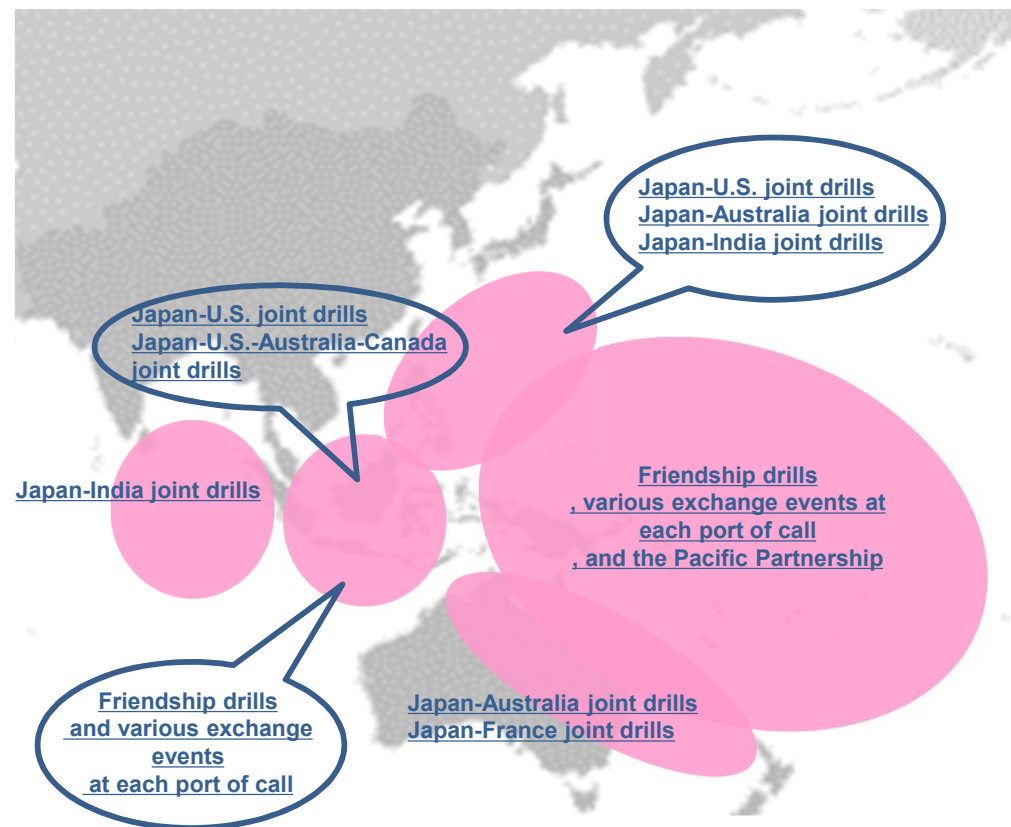 Japan-U.S. joint drills
Japan-Australia joint drills
Japan-India joint drills
Japan-U.S. joint drills
Japan-U.S.-Australia-Canada
joint drills
Japan-India joint drills
Friendship drills
, various exchange events at
each port of call
, and the Pacific Partnership
Friendship drills
and various exchange
events
at each port of call
Japan-Australia joint drills
Japan-France joint drills